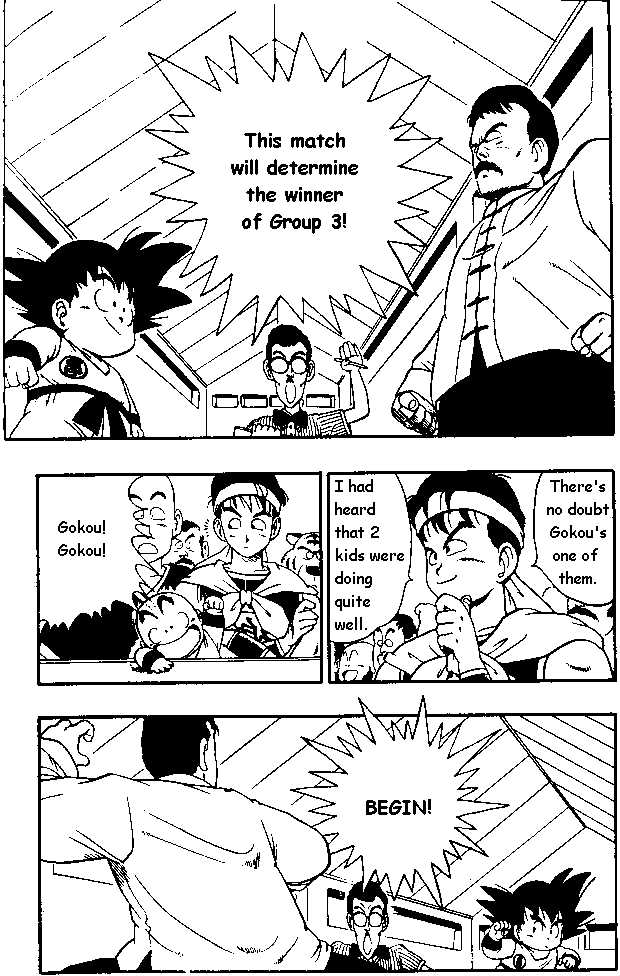 This match
will determine
the winner
of Group 3!
Gokou!
Gokou!
I had
heard
that 2
kids were
doing
quite
well.
There's
no doubt
Gokou's
one of
them.
BEGIN!